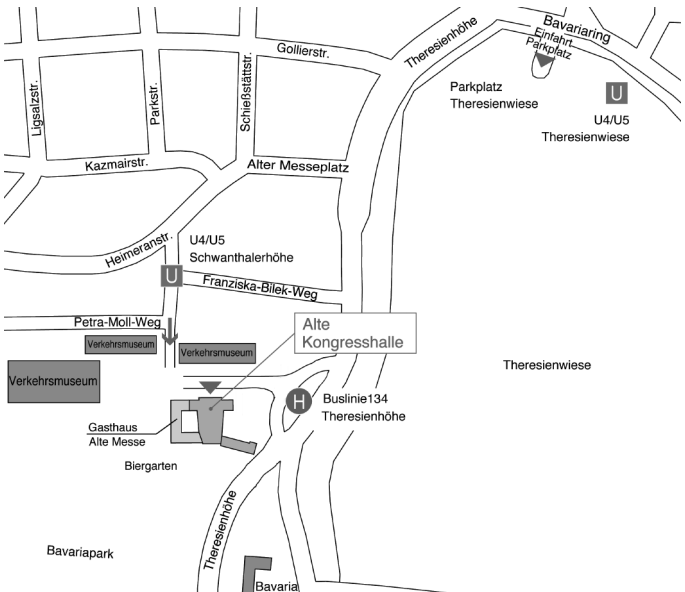 Bavariaring
Theresienhöhe
Einfahrt
Parkplatz
Gollierstr.
Ligsalzstr.
Parkstr.
Schießstättstr.
Parkplatz
Theresienwiese
U
U4/U5
Theresienwiese
Kazmairstr.
Alter Messeplatz
Heimeranstr.
U4/U5
Schwanthalerhöhe
U
Franziska-Bilek-Weg
Petra-Moll-Weg
Alte
Kongresshalle
Verkehrsmuseum
Verkehrsmuseum
Verkehrsmuseum
Theresienwiese
H
Buslinie134
Theresienhöhe
Gasthaus
Alte Messe
Biergarten
Theresienhöhe
Bavariapark
Bavaria